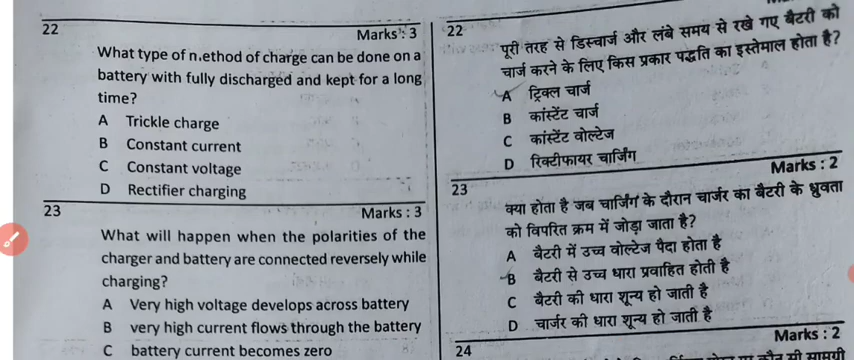 22
Marks : 3
What type of method of charge can be done on a
battery with fully discharged and kept for a long
time?
A Trickle charge
B Constant current
C Constant voltage
D Rectifier charging
23
Marks : 3
What will happen when the polarities of the
charger and battery are connected reversely while
charging?
A Very high voltage develops across battery
B very high current flows through the battery
C battery current becomes zero
22
पूरी तरह से डिस्चार्ज और लंबे समय से रखे गए बैटरी को
चार्ज करने के लिए किस प्रकार पद्धति का इस्तेमाल होता है?
A ट्रिक्ल चार्ज
B कांस्टेंट चार्ज
C कांस्टेंट वोल्टेज
D रिक्टीफायर चार्जिंग
Marks : 2
23
क्या होता है जब चार्जिंग के दौरान चार्जर का बैटरी के ध्रुवता
को विपरित क्रम में जोड़ा जाता है?
A बैटरी में उच्च वोल्टेज पैदा होता है
B बैटरी से उच्च धारा प्रवाहित होती है
C बैटरी की धारा शून्य हो जाती है
D चार्जर की धारा शून्य हो जाती है
Marks : 2
24